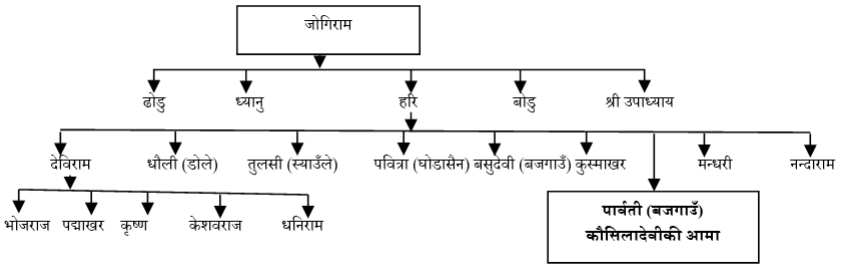 जोगिराम
ढोडु ध्यानु हरि बोडु श्री उपाध्याय
देविराम धौली (डोले) तुलसी (स्याउँले) पवित्रा (घोडासैन) बसुदेवी (बजगाउँ) कुस्माखर मन्धरी नन्दाराम
भोजराज पद्माखर कृष्ण केशवराज धनिराम
पार्वती (बजगाउँ)
कौसिलादेवीकी आमा